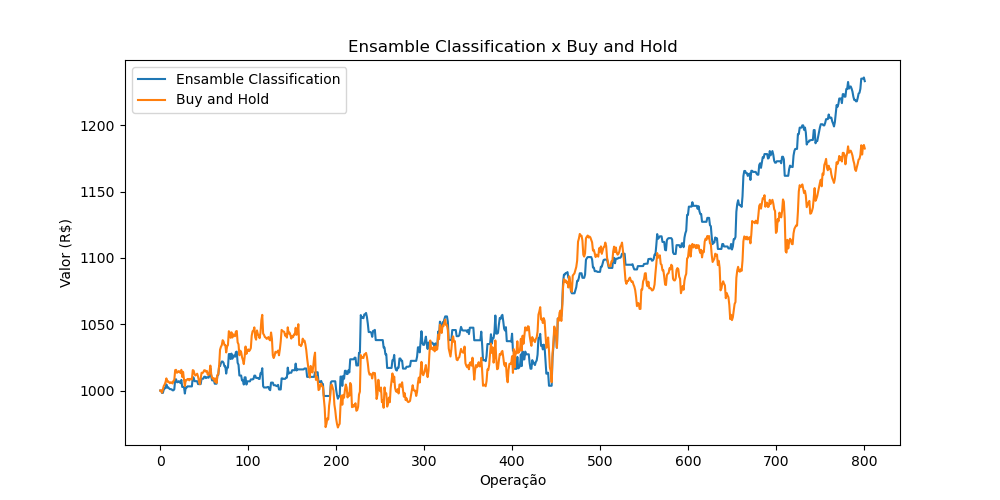 Ensamble Classification x Buy and Hold
Ensamble Classification
Buy and Hold
Valor (R$)
1200
1150
1100
1050
1000
0 100 200 300 400 500 600 700 800
Operação